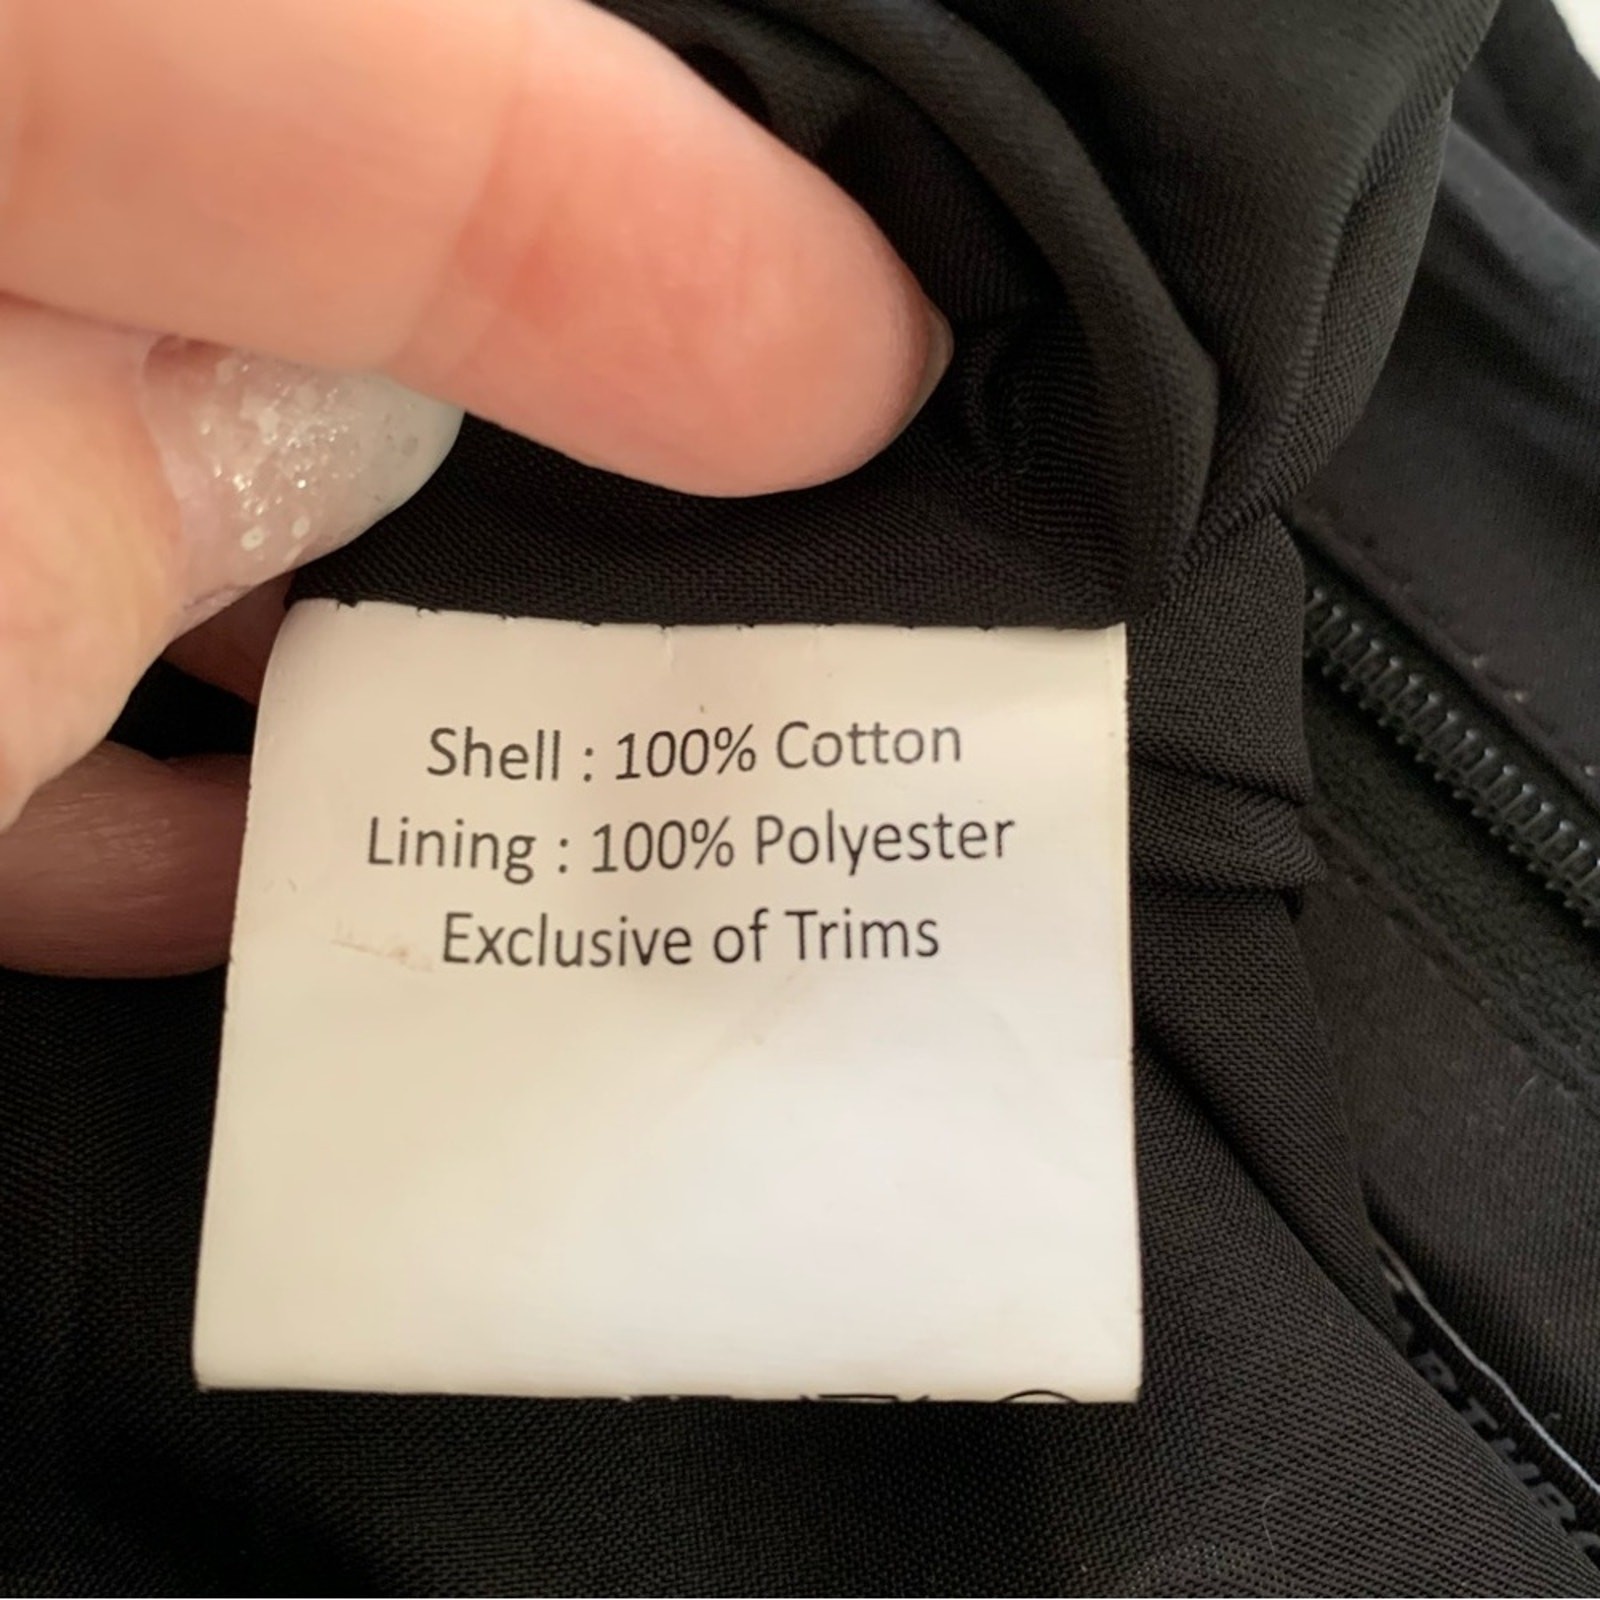 Shell : 100% Cotton
Lining : 100% Polyester
Exclusive of Trims